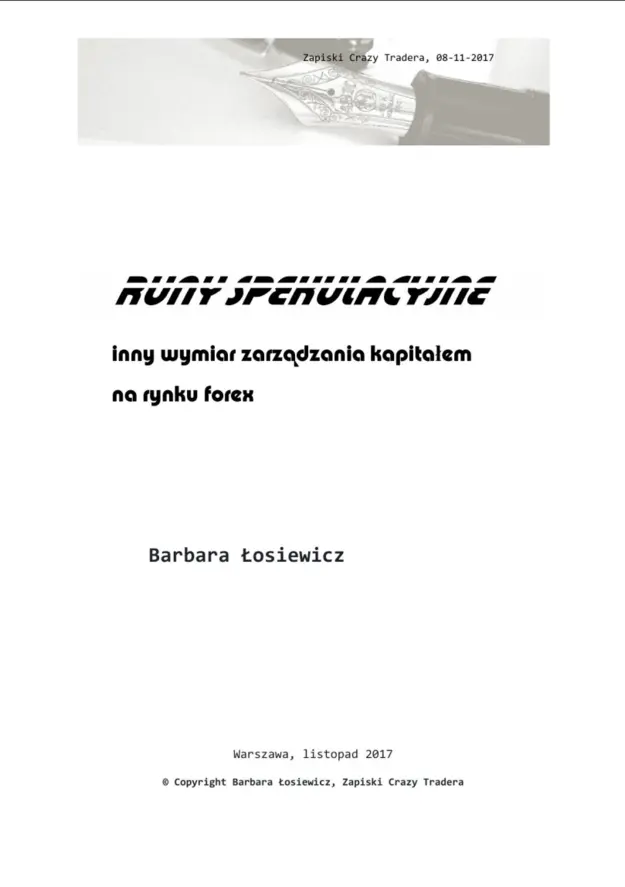 Zapiski Crazy Tradera, 08-11-2017
RUNY SPEKULACYJNE
inny wymiar zarządzania kapitałem
na rynku forex
Barbara Łosiewicz
Warszawa, listopad 2017
© Copyright Barbara Łosiewicz, Zapiski Crazy Tradera